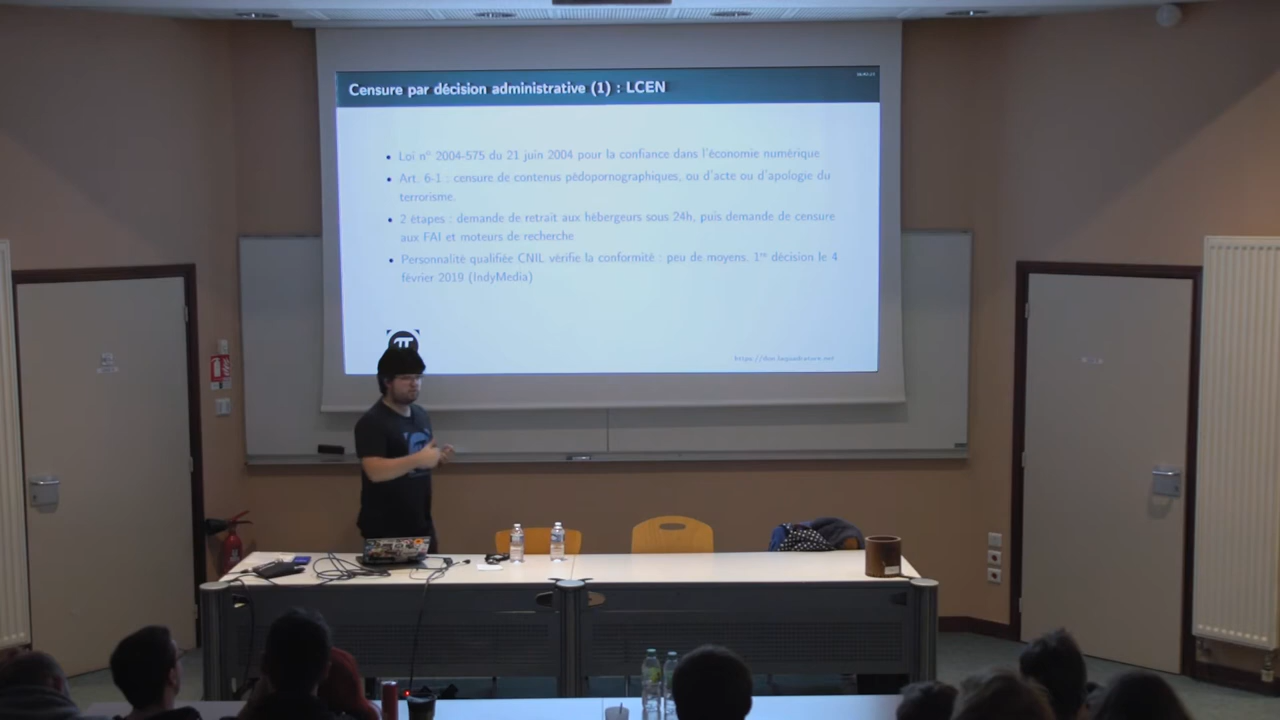 Censure par décision administrative (1) : LCEN
• Loi nº 2004-575 du 21 juin 2004 pour la confiance dans l'économie numérique
• Art. 6-1 : censure de contenus pédopornographiques, ou d'acte ou d'apologie du
terrorisme.
• 2 étapes : demande de retrait aux hébergeurs sous 24h, puis demande de censure
aux FAI et moteurs de recherche
• Personnalité qualifiée CNIL vérifie la conformité : peu de moyens, 1re décision le 4
février 2019 (IndyMedia)